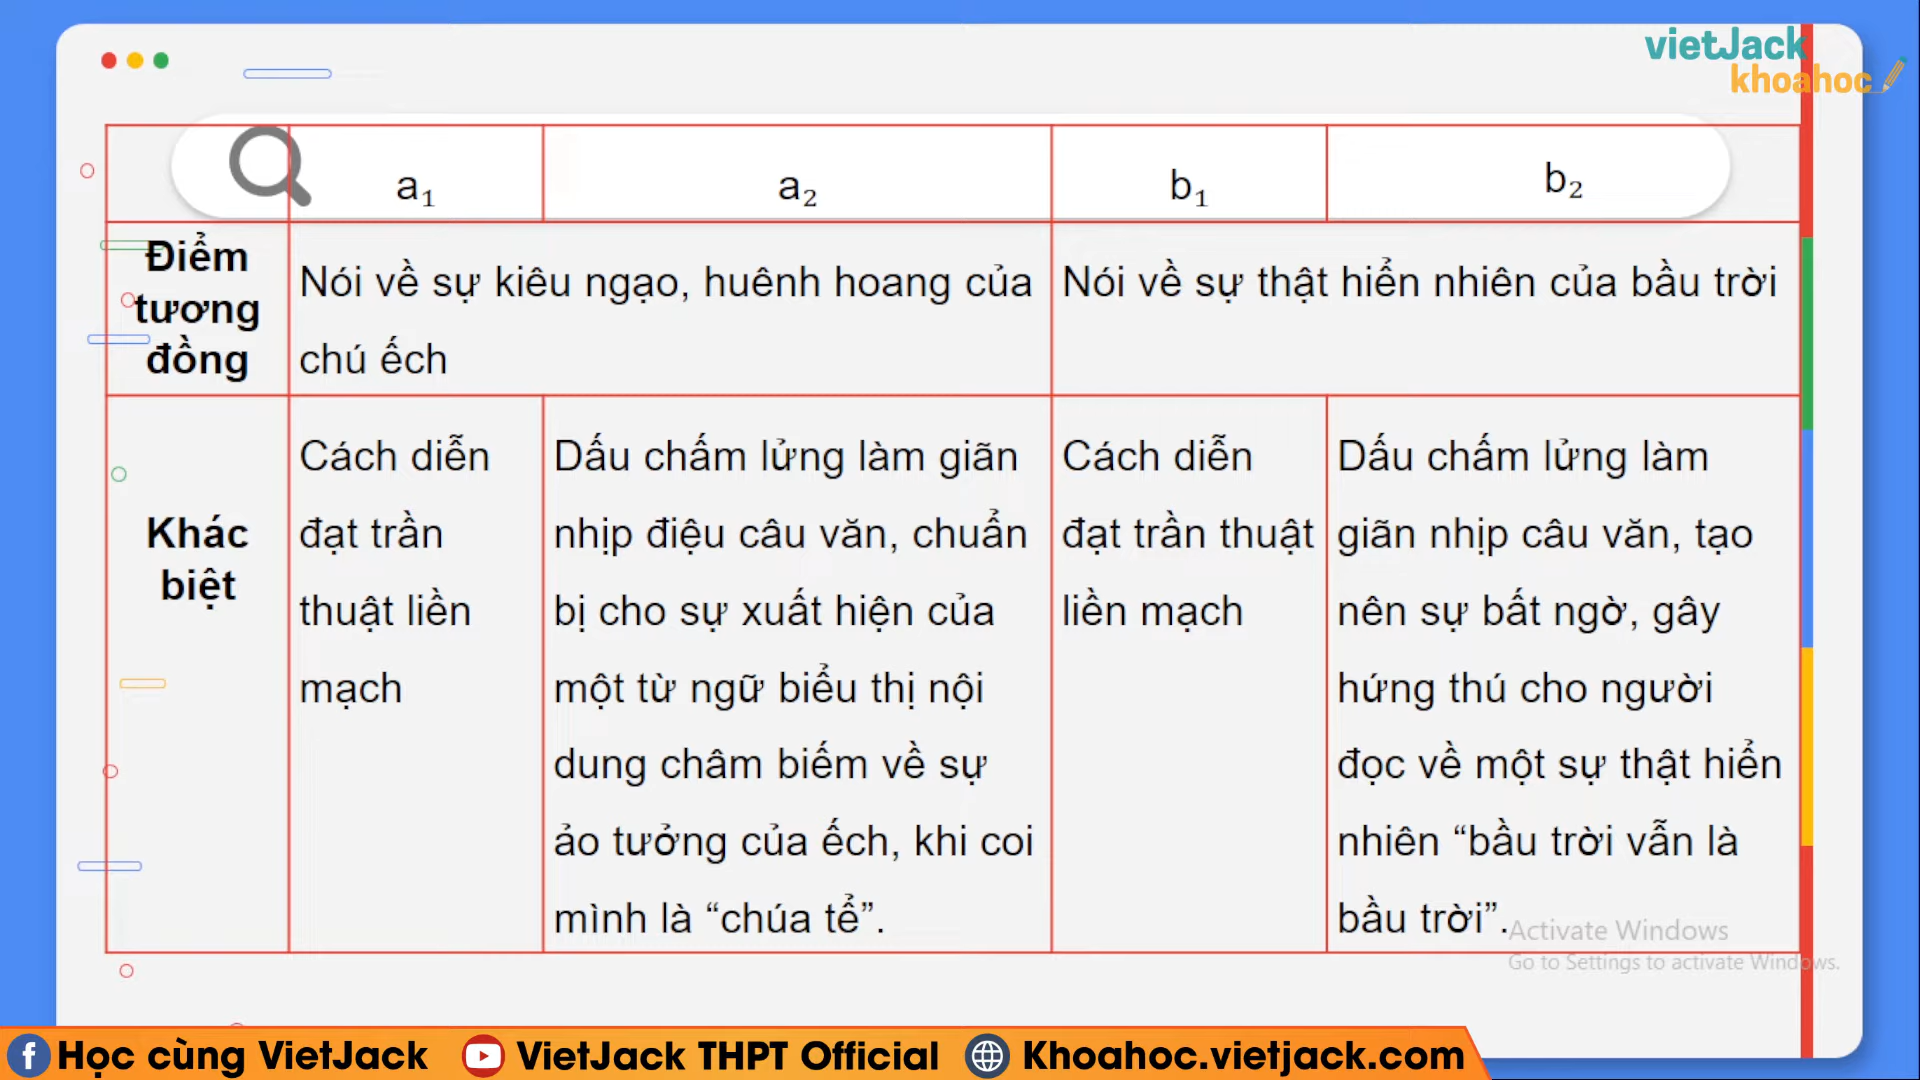 vietJack
khoahoc
a₁
a₂
b₁
b₂
Điểm
tương
đồng
Nói về sự kiêu ngạo, huênh hoang của
chú ếch
Nói về sự thật hiển nhiên của bầu trời
Khác
biệt
Cách diễn
đạt trần
thuật liền
mạch
Dấu chấm lửng làm giãn
nhịp điệu câu văn, chuẩn
bị cho sự xuất hiện của
một từ ngữ biểu thị nội
dung châm biếm về sự
ảo tưởng của ếch, khi coi
mình là “chúa tể”.
Cách diễn
đạt trần thuật
liền mạch
Dấu chấm lửng làm
giãn nhịp câu văn, tạo
nên sự bất ngờ, gây
hứng thú cho người
đọc về một sự thật hiển
nhiên “bầu trời vẫn là
bầu trời”.
Activate Windows
Go to Settings to activate Windows.
Học cùng VietJack
VietJack THPT Official
Khoahoc.vietjack.com